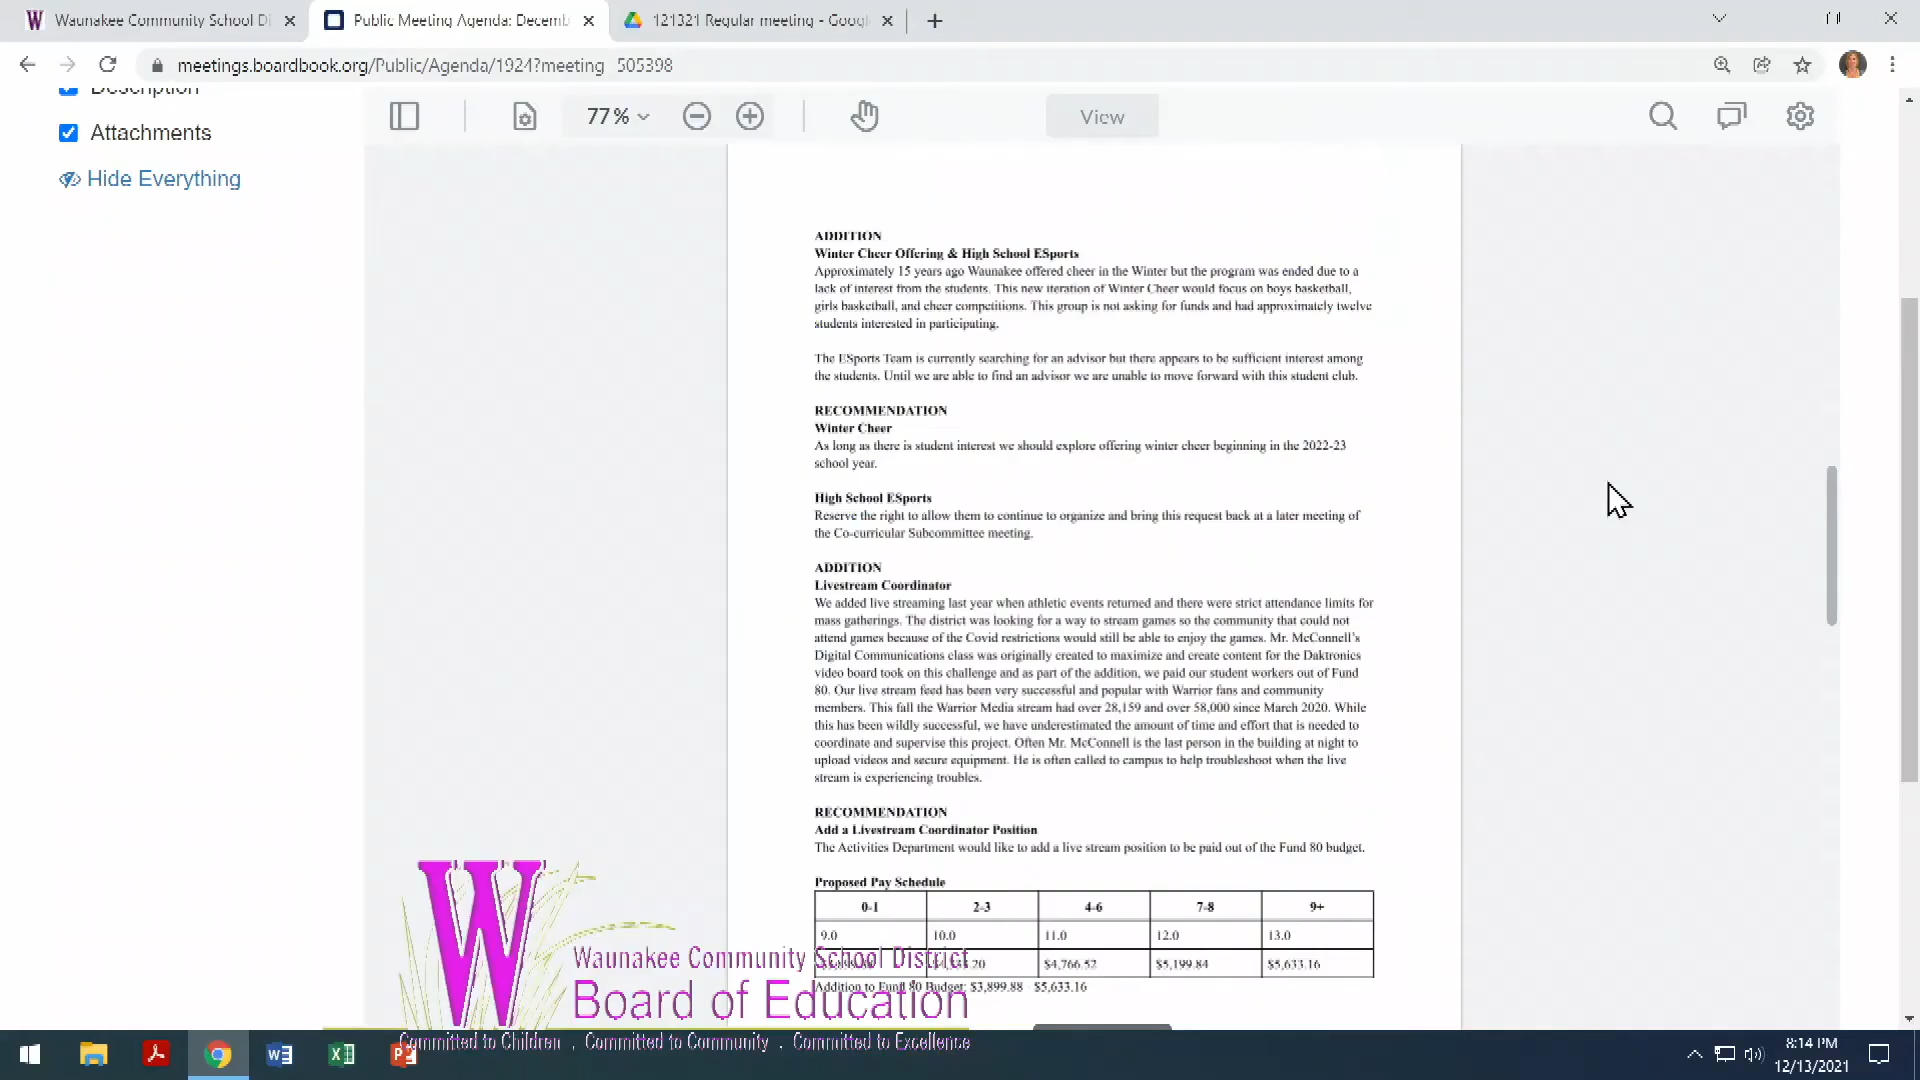 Waunakee Community School Di
Public Meeting Agenda: Decemb
121321 Regular meeting - Googl
meetings.boardbook.org/Public/Agenda/1924?meeting 505398
Description
Attachments
Hide Everything
77%
View
ADDITION
Winter Cheer Offering & High School ESports
Approximately 15 years ago Waunakee offered cheer in the Winter but the program was ended due to a
lack of interest from the students. This new iteration of Winter Cheer would focus on boys basketball,
girls basketball, and cheer competitions. This group is not asking for funds and had approximately twelve
students interested in participating.
The ESports Team is currently searching for an advisor but there appears to be sufficient interest among
the students. Until we are able to find an advisor we are unable to move forward with this student club.
RECOMMENDATION
Winter Cheer
As long as there is student interest we should explore offering winter cheer beginning in the 2022-23
school year.
High School ESports
Reserve the right to allow them to continue to organize and bring this request back at a later meeting of
the Co-curricular Subcommittee meeting.
ADDITION
Livestream Coordinator
We added live streaming last year when athletic events returned and there were strict attendance limits for
mass gatherings. The district was looking for a way to stream games so the community that could not
attend games because of the Covid restrictions would still be able to enjoy the games. Mr. McConnell's
Digital Communications class was originally created to maximize and create content for the Daktronics
video board took on this challenge and as part of the addition, we paid our student workers out of Fund
80. Our live stream feed has been very successful and popular with Warrior fans and community
members. This fall the Warrior Media stream had over 28,159 and over 58,000 since March 2020. While
this has been wildly successful, we have underestimated the amount of time and effort that is needed to
coordinate and supervise this project. Often Mr. McConnell is the last person in the building at night to
upload videos and secure equipment. He is often called to campus to help troubleshoot when the live
stream is experiencing troubles.
RECOMMENDATION
Add a Livestream Coordinator Position
The Activities Department would like to add a live stream position to be paid out of the Fund 80 budget.
Proposed Pay Schedule
0-1 2-3 4-6 7-8 9+
9.0 10.0 11.0 12.0 13.0
$4,766.52 $5,199.84 $5,633.16
Addition to Fund 80 Budget: $3,899.88 $5,633.16
W
Waunakee Community School District
Board of Education
Committed to Children . Committed to Community . Committed to Excellence
8:14 PM
12/13/2021